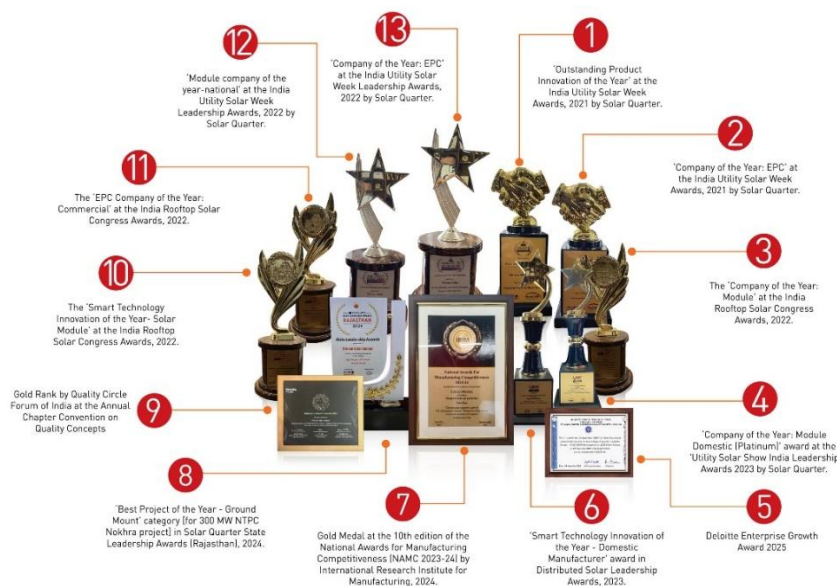 1
'Outstanding Product
Innovation of the Year' at the
India Utility Solar Week
Awards, 2021 by Solar Quarter.
2
'Company of the Year: EPC' at
the India Utility Solar Week
Awards, 2021 by Solar Quarter.
3
The 'Company of the Year:
Module' at the India
Rooftop Solar Congress
Awards, 2022.
4
'Company of the Year: Module
Domestic (Platinum)' award at the
'Utility Solar Show India Leadership
Awards 2023 by Solar Quarter.
5
Deloitte Enterprise Growth
Award 2025
6
'Smart Technology Innovation of
the Year - Domestic
Manufacturer' award in
Distributed Solar Leadership
Awards, 2023.
7
Gold Medal at the 10th edition of the
National Awards for Manufacturing
Competitiveness (NAMC 2023-24) by
International Research Institute for
Manufacturing, 2024.
8
'Best Project of the Year - Ground
Mount' category [for 300 MW NTPC
Nokhra project] in Solar Quarter State
Leadership Awards (Rajasthan), 2024.
9
Gold Rank by Quality Circle
Forum of India at the Annual
Chapter Convention on
Quality Concepts
10
The 'Smart Technology
Innovation of the Year- Solar
Module' at the India Rooftop
Solar Congress Awards, 2022.
11
The 'EPC Company of the Year:
Commercial' at the India Rooftop Solar
Congress Awards, 2022.
12
'Module company of the
year-national' at the India
Utility Solar Week
Leadership Awards, 2022 by
Solar Quarter.
13
'Company of the Year: EPC'
at the India Utility Solar
Week Leadership Awards,
2022 by Solar Quarter.
RAJASTHAN
2024
National Awards For
Manufacturing Competitiveness